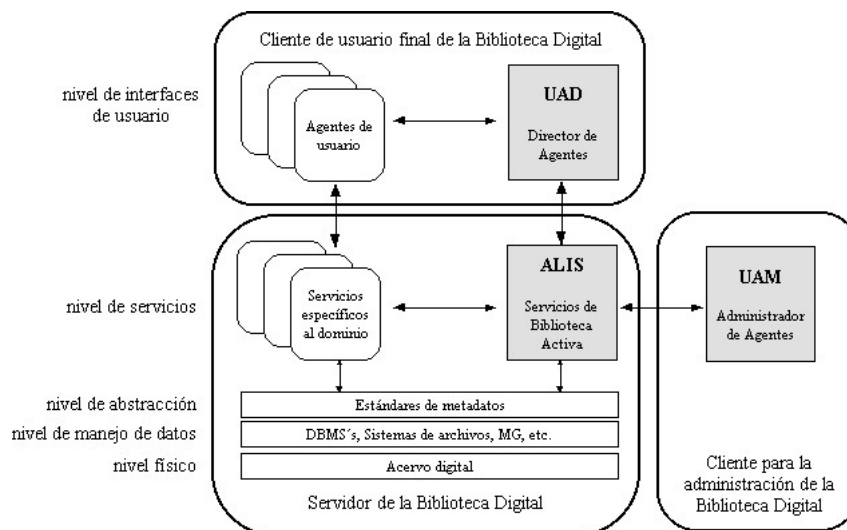 Cliente de usuario final de la Biblioteca Digital
nivel de interfaces
de usuario
Agentes de
usuario
UAD
Director de
Agentes
nivel de servicios
Servicios
específicos
al dominio
ALIS
Servicios de
Biblioteca
Activa
UAM
Administrador
de Agentes
nivel de abstracción
Estándares de metadatos
nivel de manejo de datos
DBMS´s, Sistemas de archivos, MG, etc.
nivel físico
Acervo digital
Servidor de la Biblioteca Digital
Cliente para la
administración de la
Biblioteca Digital